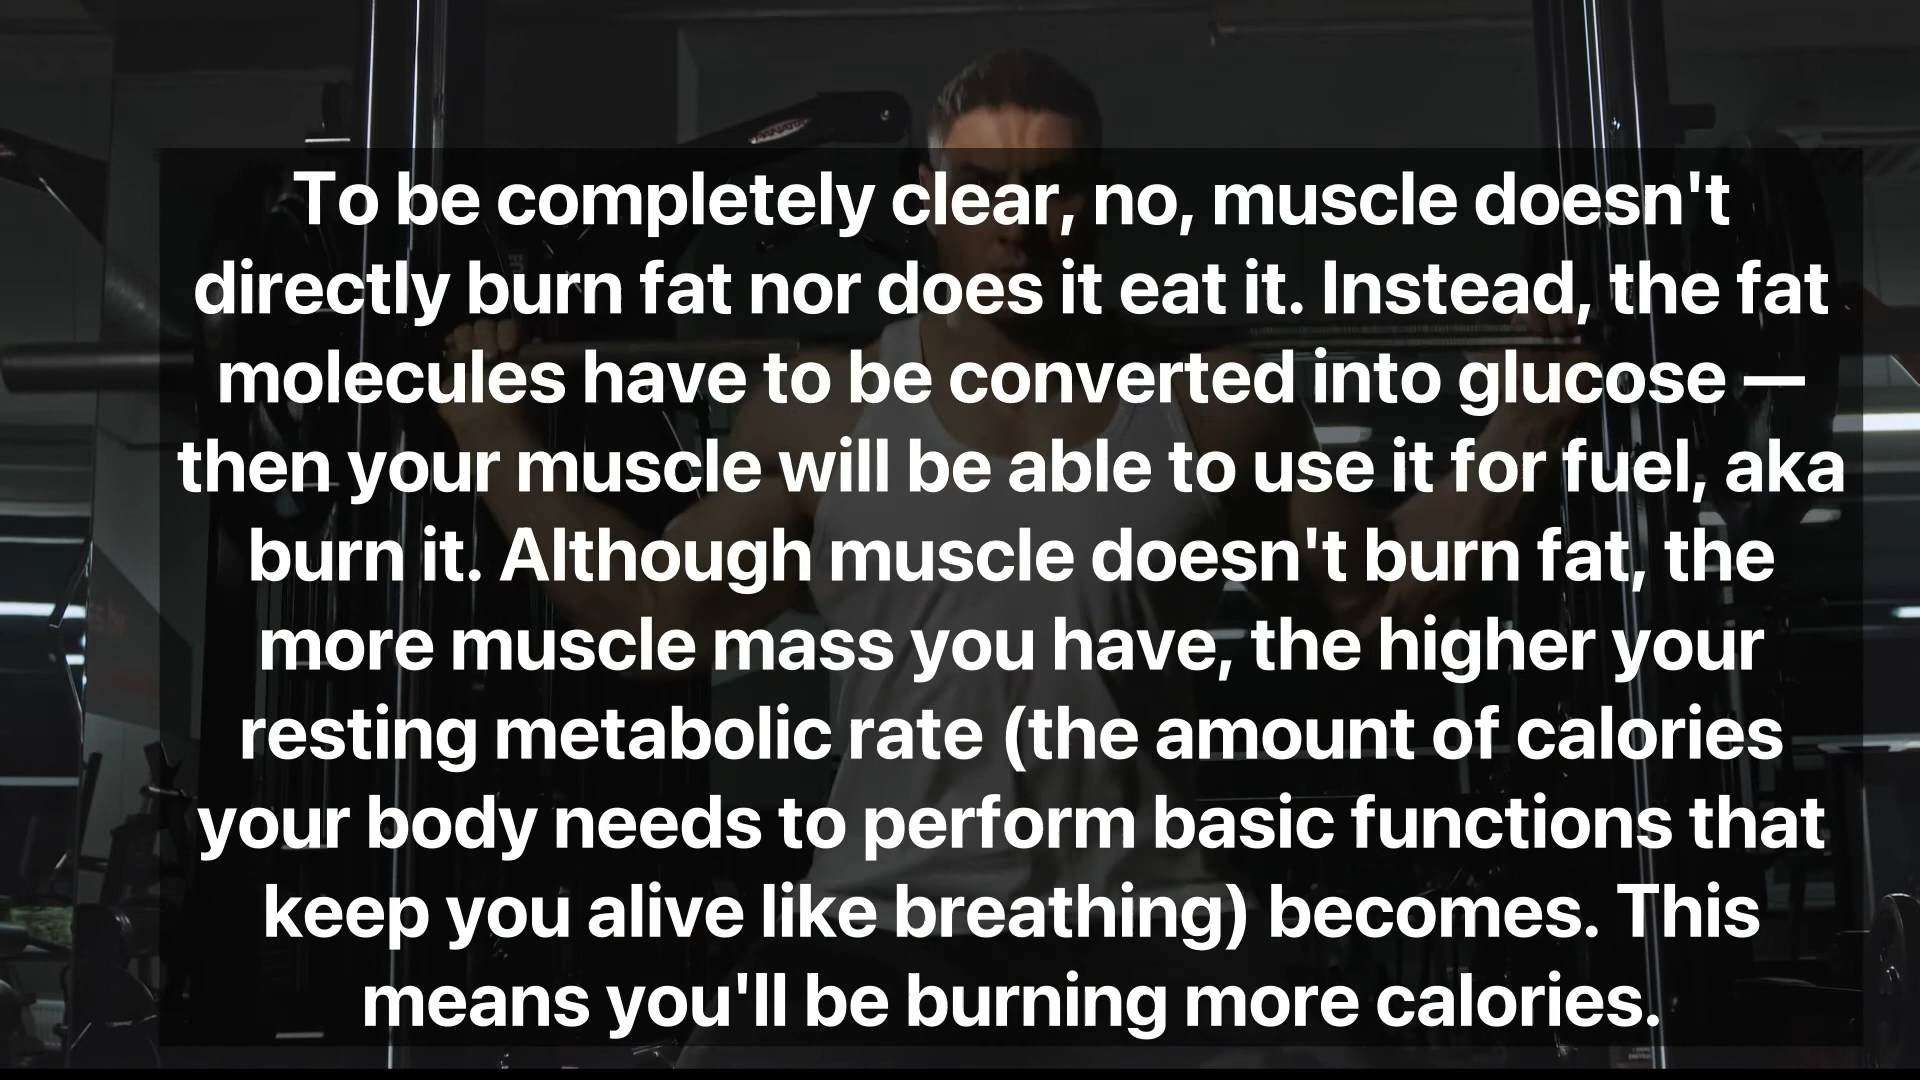 To be completely clear, no, muscle doesn't
directly burn fat nor does it eat it. Instead, the fat
molecules have to be converted into glucose —
then your muscle will be able to use it for fuel, aka
burn it. Although muscle doesn't burn fat, the
more muscle mass you have, the higher your
resting metabolic rate (the amount of calories
your body needs to perform basic functions that
keep you alive like breathing) becomes. This
means you'll be burning more calories.